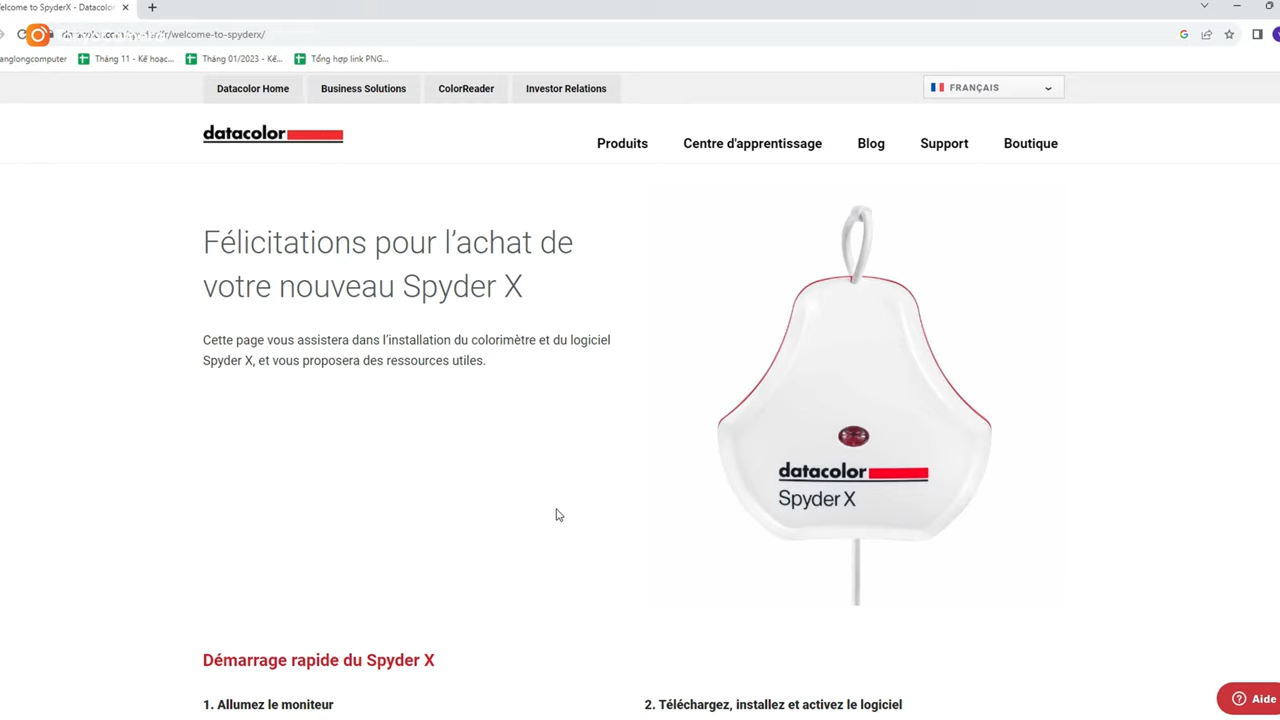 elcome to SpyderX - Datacolor
fr/welcome-to-spyderx/
anglongcomputer
Tháng 11 - Kế hoạc...
Tháng 01/2023 - Kế...
Tổng hợp link PNG...
Datacolor Home
Business Solutions
ColorReader
Investor Relations
FRANÇAIS
datacolor
Produits
Centre d'apprentissage
Blog
Support
Boutique
Félicitations pour l’achat de
votre nouveau Spyder X
Cette page vous assistera dans l’installation du colorimètre et du logiciel
Spyder X, et vous proposera des ressources utiles.
datacolor
Spyder X
Démarrage rapide du Spyder X
1. Allumez le moniteur
2. Téléchargez, installez et activez le logiciel
Aide